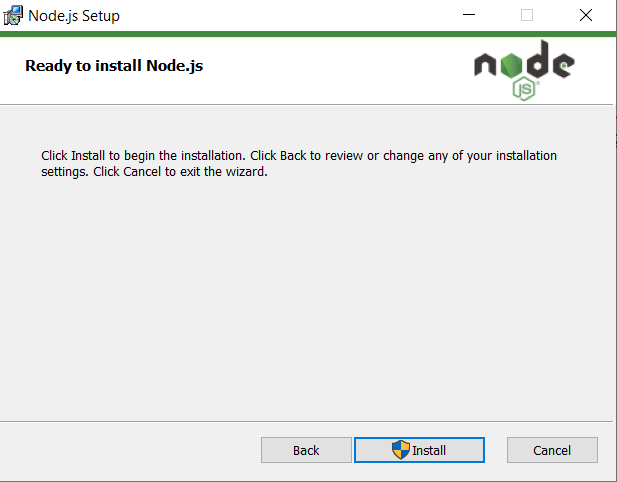 Node.js Setup
Ready to install Node.js
node
JS
Click Install to begin the installation. Click Back to review or change any of your installation
settings. Click Cancel to exit the wizard.
Back
Install
Cancel